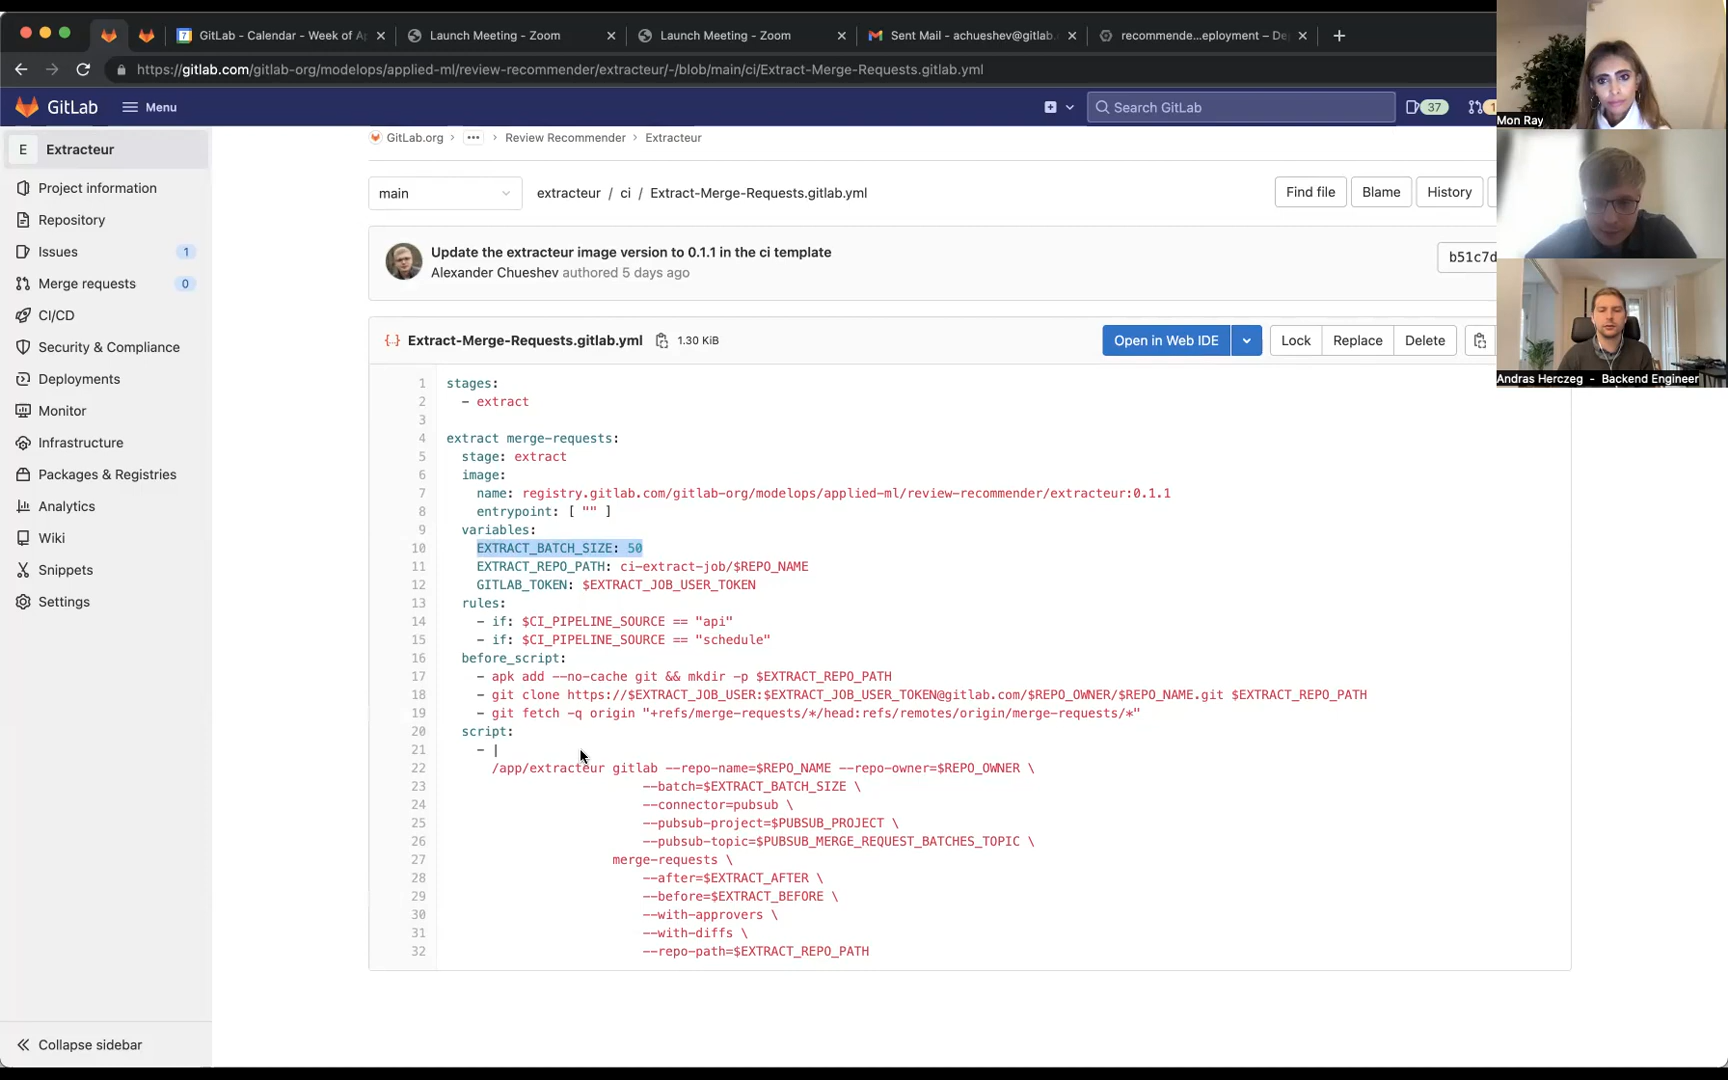 GitLab - Calendar - Week of A
Launch Meeting - Zoom
Launch Meeting - Zoom
Sent Mail - achueshev@gitlab.
recommende...eployment – De
https://gitlab.com/gitlab-org/modelops/applied-ml/review-recommender/extracteur/-/blob/main/ci/Extract-Merge-Requests.gitlab.yml
GitLab
Menu
Search GitLab
37
Mon Ray
E Extracteur
Project information
Repository
Issues 1
Merge requests 0
CI/CD
Security & Compliance
Deployments
Monitor
Infrastructure
Packages & Registries
Analytics
Wiki
Snippets
Settings
Collapse sidebar
GitLab.org > ... > Review Recommender > Extracteur
main
extracteur / ci / Extract-Merge-Requests.gitlab.yml
Find file
Blame
History
Update the extracteur image version to 0.1.1 in the ci template
Alexander Chueshev authored 5 days ago
b51c7d
Extract-Merge-Requests.gitlab.yml 1.30 KiB
Open in Web IDE
Lock
Replace
Delete
Andras Herczeg - Backend Engineer
1 stages:
2 - extract
3
4 extract merge-requests:
5 stage: extract
6 image:
7 name: registry.gitlab.com/gitlab-org/modelops/applied-ml/review-recommender/extracteur:0.1.1
8 entrypoint: [ "" ]
9 variables:
10 EXTRACT_BATCH_SIZE: 50
11 EXTRACT_REPO_PATH: ci-extract-job/$REPO_NAME
12 GITLAB_TOKEN: $EXTRACT_JOB_USER_TOKEN
13 rules:
14 - if: $CI_PIPELINE_SOURCE == "api"
15 - if: $CI_PIPELINE_SOURCE == "schedule"
16 before_script:
17 - apk add --no-cache git && mkdir -p $EXTRACT_REPO_PATH
18 - git clone https://$EXTRACT_JOB_USER:$EXTRACT_JOB_USER_TOKEN@gitlab.com/$REPO_OWNER/$REPO_NAME.git $EXTRACT_REPO_PATH
19 - git fetch -q origin "+refs/merge-requests/*/head:refs/remotes/origin/merge-requests/*"
20 script:
21 - |
22 /app/extracteur gitlab --repo-name=$REPO_NAME --repo-owner=$REPO_OWNER \
23 --batch=$EXTRACT_BATCH_SIZE \
24 --connector=pubsub \
25 --pubsub-project=$PUBSUB_PROJECT \
26 --pubsub-topic=$PUBSUB_MERGE_REQUEST_BATCHES_TOPIC \
27 merge-requests \
28 --after=$EXTRACT_AFTER \
29 --before=$EXTRACT_BEFORE \
30 --with-approvers \
31 --with-diffs \
32 --repo-path=$EXTRACT_REPO_PATH